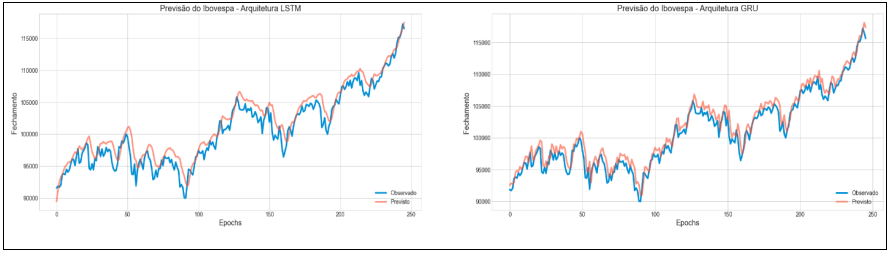 Previsão do Ibovespa - Arquitetura LSTM
115000
110000
105000
100000
95000
90000
Fechamento
0
50
100
150
200
250
Epochs
Observado
Previsto
Previsão do Ibovespa - Arquitetura GRU
115000
110000
105000
100000
95000
90000
Fechamento
0
50
100
150
200
250
Epochs
Observado
Previsto